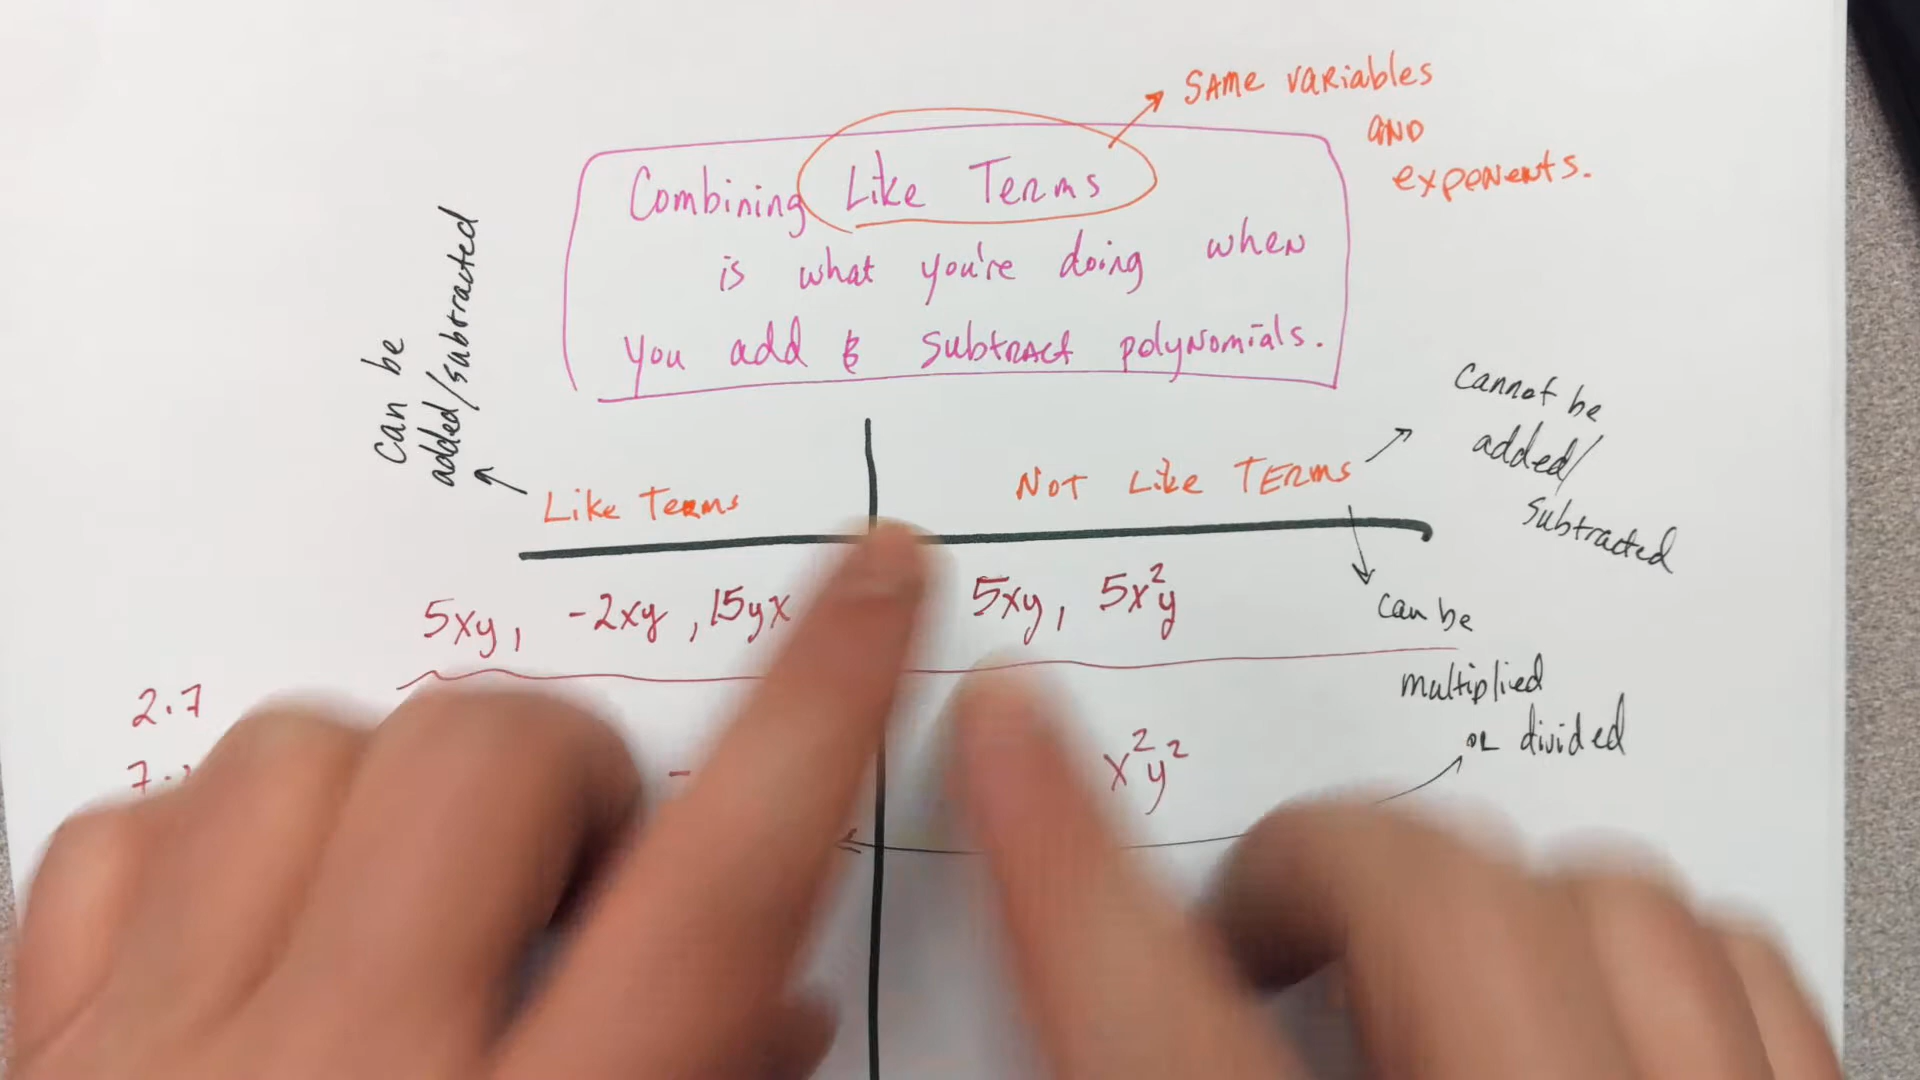 SAME variables
AND
exponents.
Combining Like Terms
is what you're doing when
you add & subtract polynomials.
can be
added/subtracted
cannot be
added/
subtracted
Like Terms
NOT Like TERMS
5xy, -2xy, 15yx
5xy, 5x²y
can be
multiplied
or divided
2·7
x²y²